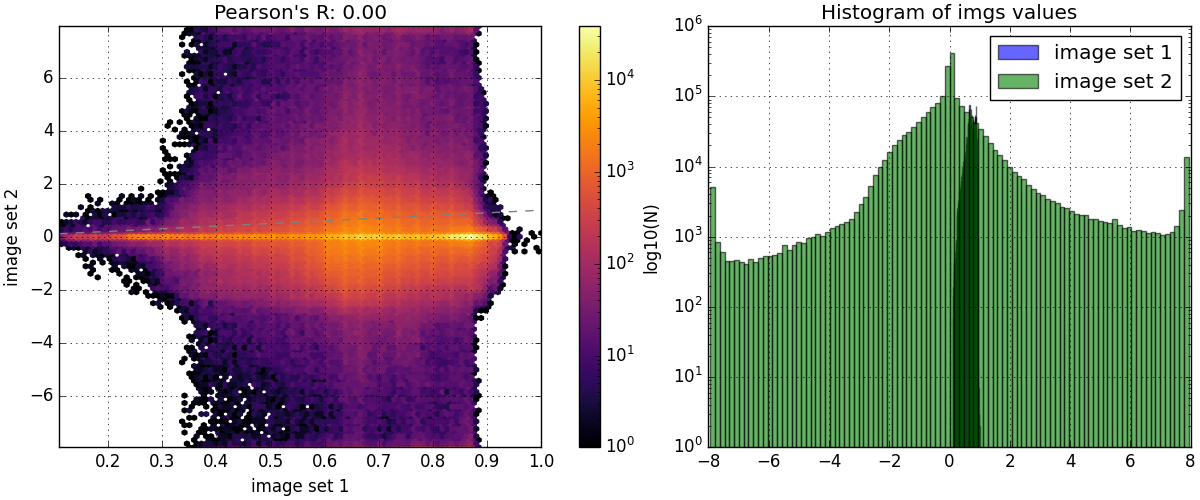 Pearson's R: 0.00
6
4
2
0
−2
−4
−6
image set 2
0.2 0.3 0.4 0.5 0.6 0.7 0.8 0.9 1.0
image set 1
10^4
10^3
10^2
10^1
10^0
Histogram of imgs values
image set 1
image set 2
10^6
10^5
10^4
10^3
10^2
10^1
10^0
log10(N)
−8 −6 −4 −2 0 2 4 6 8